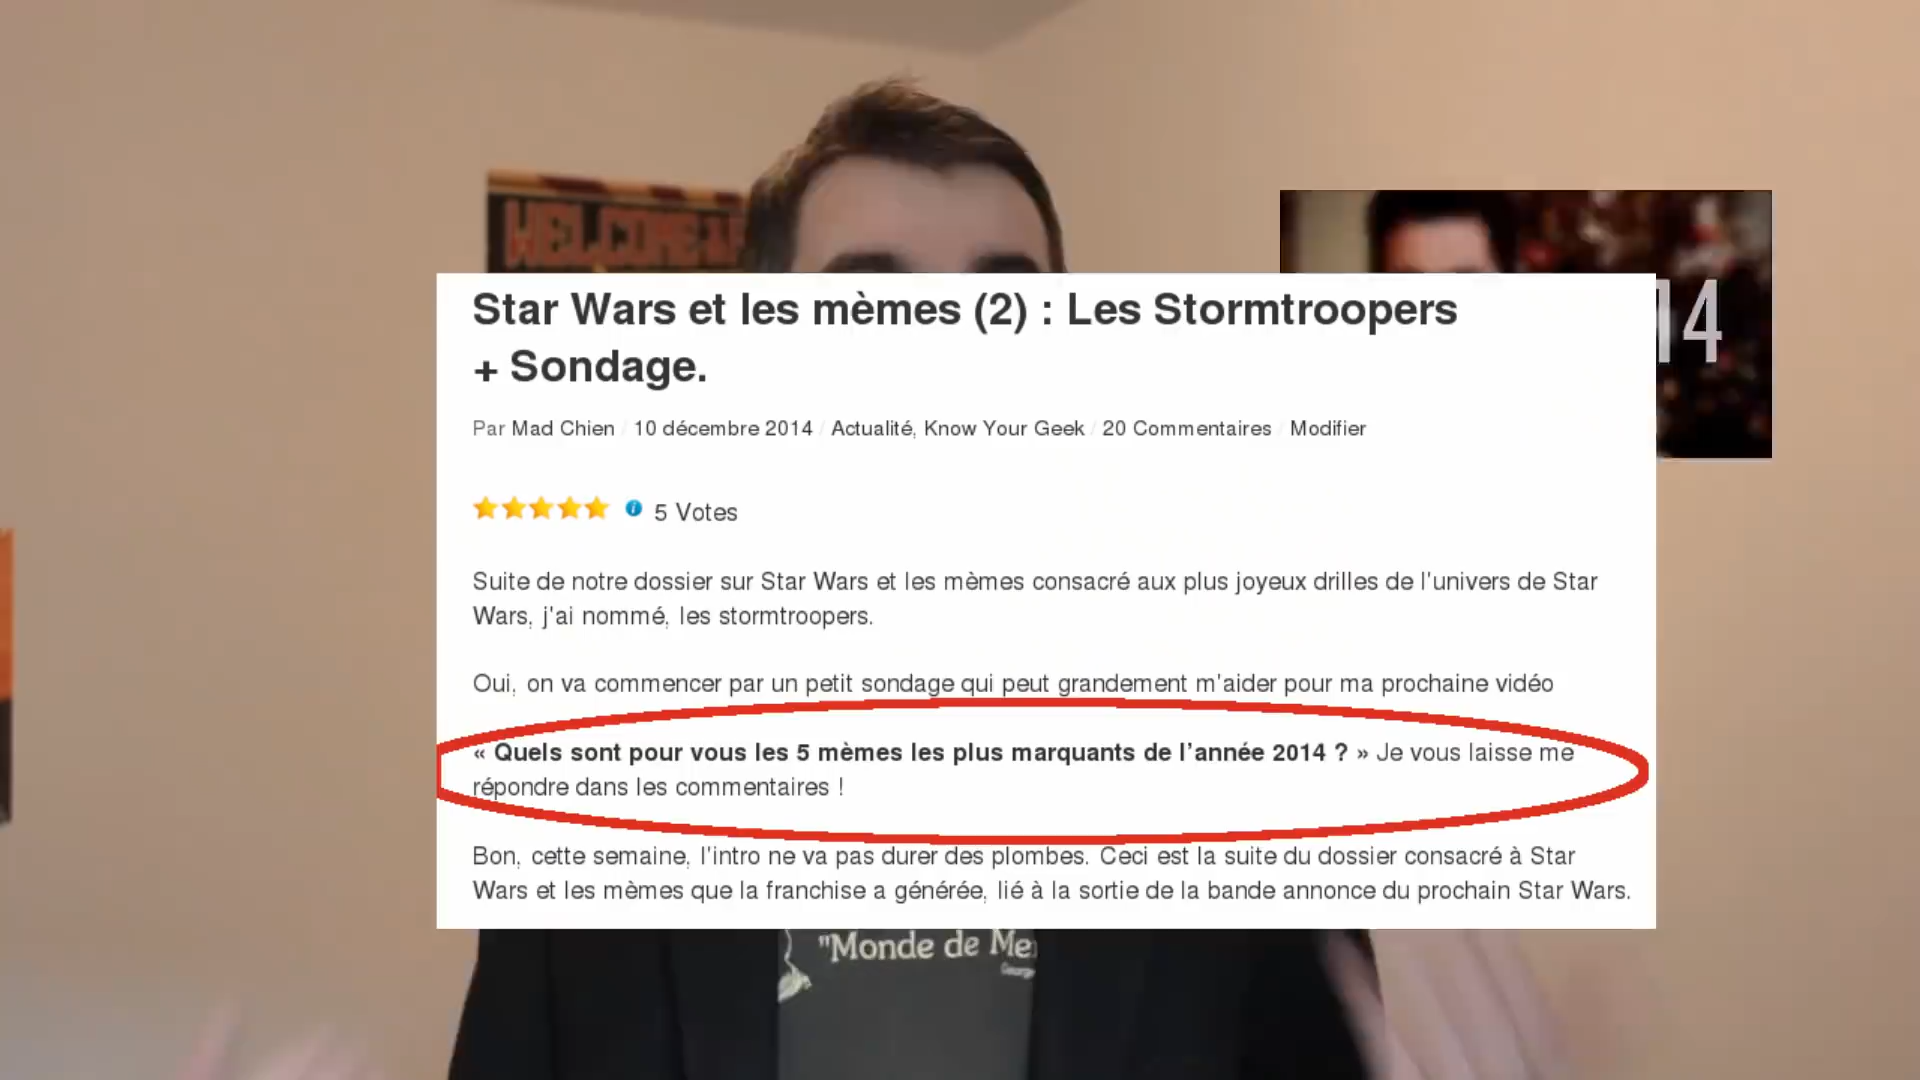 WELCOME
14
Star Wars et les mèmes (2) : Les Stormtroopers
+ Sondage.
Par Mad Chien / 10 décembre 2014 / Actualité, Know Your Geek / 20 Commentaires / Modifier
5 Votes
Suite de notre dossier sur Star Wars et les mèmes consacré aux plus joyeux drilles de l'univers de Star
Wars, j'ai nommé, les stormtroopers.
Oui, on va commencer par un petit sondage qui peut grandement m'aider pour ma prochaine vidéo
« Quels sont pour vous les 5 mèmes les plus marquants de l’année 2014 ? » Je vous laisse me
répondre dans les commentaires !
Bon, cette semaine, l'intro ne va pas durer des plombes. Ceci est la suite du dossier consacré à Star
Wars et les mèmes que la franchise a générée, lié à la sortie de la bande annonce du prochain Star Wars.
"Monde de Me
George